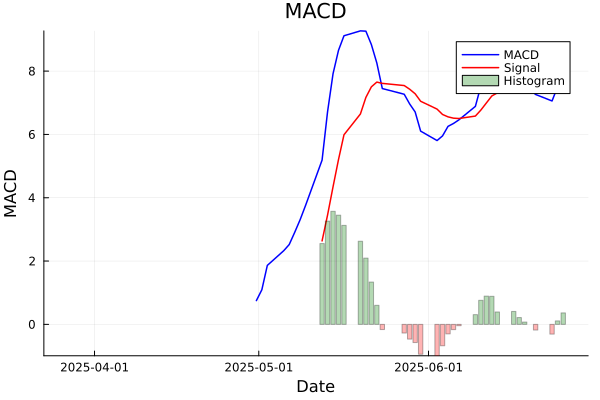 MACD
MACD
Signal
Histogram
8
6
4
2
0
MACD
2025-04-01
2025-05-01
2025-06-01
Date